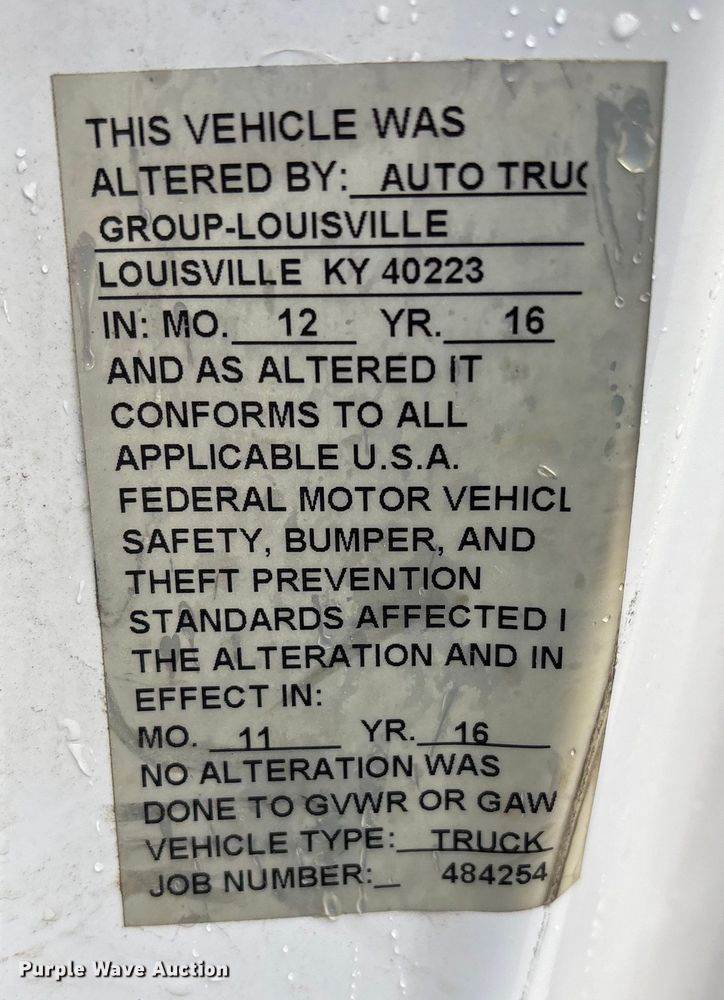 THIS VEHICLE WAS
ALTERED BY: AUTO TRUC
GROUP-LOUISVILLE
LOUISVILLE KY 40223
IN: MO. 12 YR. 16
AND AS ALTERED IT
CONFORMS TO ALL
APPLICABLE U.S.A.
FEDERAL MOTOR VEHICL
SAFETY, BUMPER, AND
THEFT PREVENTION
STANDARDS AFFECTED
THE ALTERATION AND IN
EFFECT IN:
MO. 11 YR. 16
NO ALTERATION WAS
DONE TO GVWR OR GAW
VEHICLE TYPE: TRUCK
JOB NUMBER: 484254
Purple Wave Auction